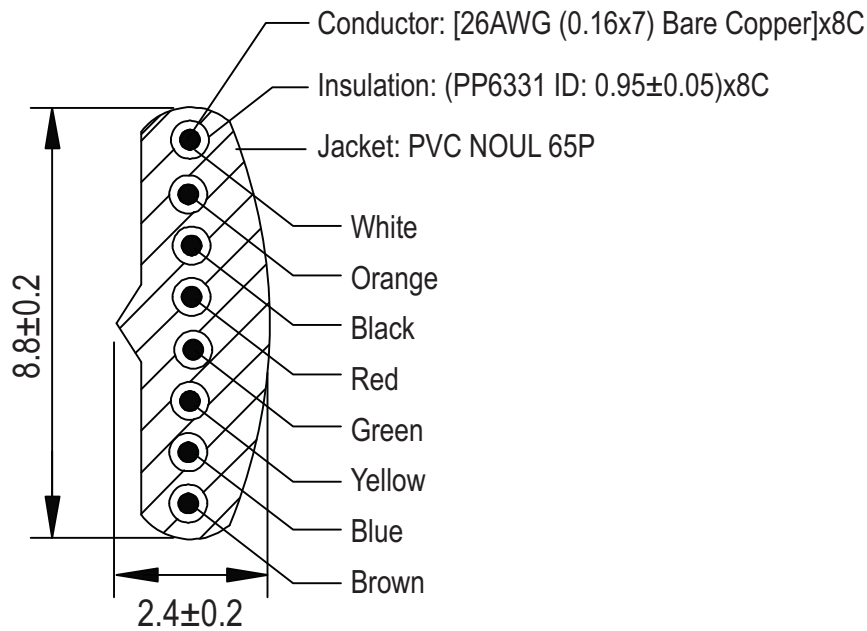 Conductor: [26AWG (0.16x7) Bare Copper]x8C
Insulation: (PP6331 ID: 0.95±0.05)x8C
Jacket: PVC NOUL 65P
White
Orange
Black
Red
Green
Yellow
Blue
Brown
8.8±0.2
2.4±0.2